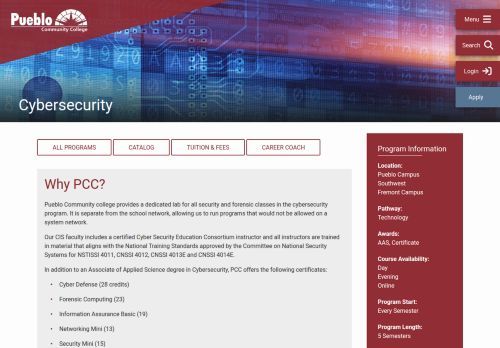 Pueblo
Community College
Menu
Search
Login
Apply
Cybersecurity
ALL PROGRAMS
CATALOG
TUITION & FEES
CAREER COACH
Why PCC?
Pueblo Community college provides a dedicated lab for all security and forensic classes in the cybersecurity
program. It is separate from the school network, allowing us to run programs that would not be allowed on a
system network.
Our CIS faculty includes a certified Cyber Security Education Consortium instructor and all instructors are trained
in material that aligns with the National Training Standards approved by the Committee on National Security
Systems for NSTISSI 4011, CNSSI 4012, CNSSI 4013E and CNSSI 4014E.
In addition to an Associate of Applied Science degree in Cybersecurity, PCC offers the following certificates:
• Cyber Defense (28 credits)
• Forensic Computing (23)
• Information Assurance Basic (19)
• Networking Mini (13)
• Security Mini (15)
Program Information
Location:
Pueblo Campus
Southwest
Fremont Campus
Pathway:
Technology
Awards:
AAS, Certificate
Course Availability:
Day
Evening
Online
Program Start:
Every Semester
Program Length:
5 Semesters